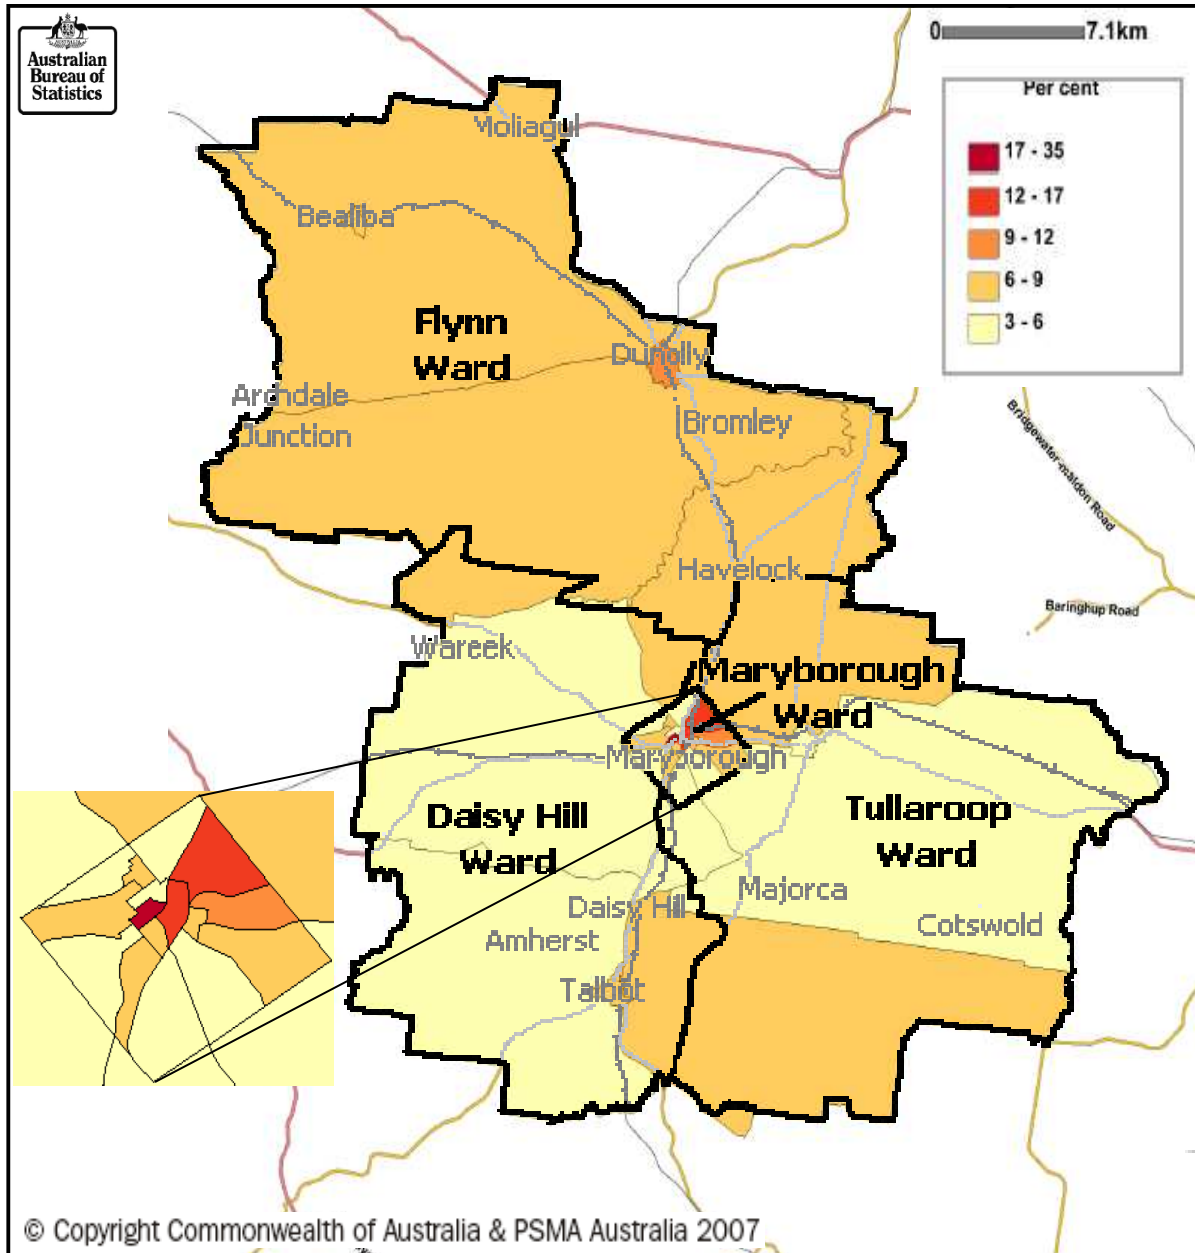 Australian
Bureau of
Statistics
0 7.1km
Per cent
17 - 35
12 - 17
9 - 12
6 - 9
3 - 6
Moliagul
Bealiba
Flynn
Ward
Dunolly
Archdale
Junction
Bromley
Bridgewater-maldon Road
Havelock
Baringhup Road
Wareek
Maryborough
Ward
Maryborough
Daisy Hill
Ward
Tullaroop
Ward
Majorca
Daisy Hill
Cotswold
Amherst
Talbot
© Copyright Commonwealth of Australia & PSMA Australia 2007